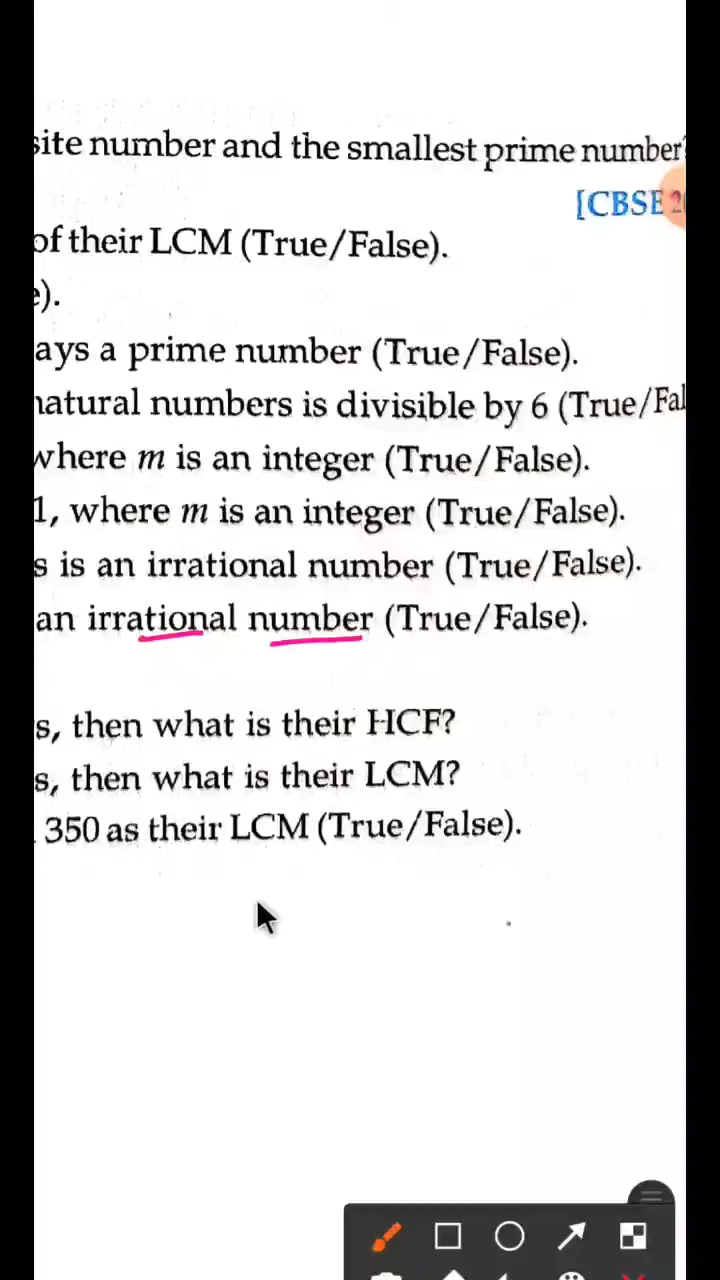 site number and the smallest prime number
[CBSE 2
of their LCM (True/False).
e).
ays a prime number (True/False).
natural numbers is divisible by 6 (True/Fal
where m is an integer (True/False).
1, where m is an integer (True/False).
s is an irrational number (True/False).
an irrational number (True/False).
s, then what is their HCF?
s, then what is their LCM?
350 as their LCM (True/False).